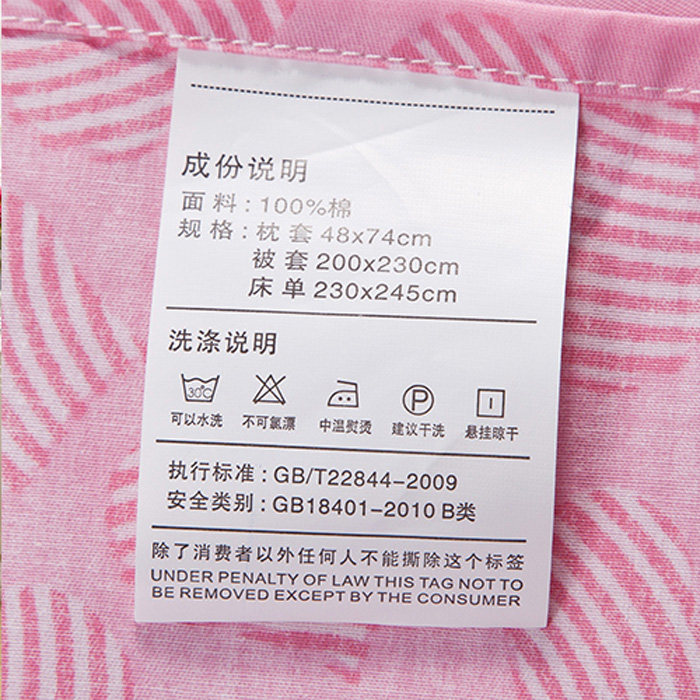 成份说明
面料:100%棉
规格:枕套 48x74cm
被套 200x230cm
床单 230x245cm
洗涤说明
30°C P
可以水洗 不可氯漂 中温熨烫 建议干洗 悬挂晾干
执行标准:GB/T22844-2009
安全类别:GB18401-2010 B类
除了消费者以外任何人不能撕除这个标签
UNDER PENALTY OF LAW THIS TAG NOT TO
BE REMOVED EXCEPT BY THE CONSUMER